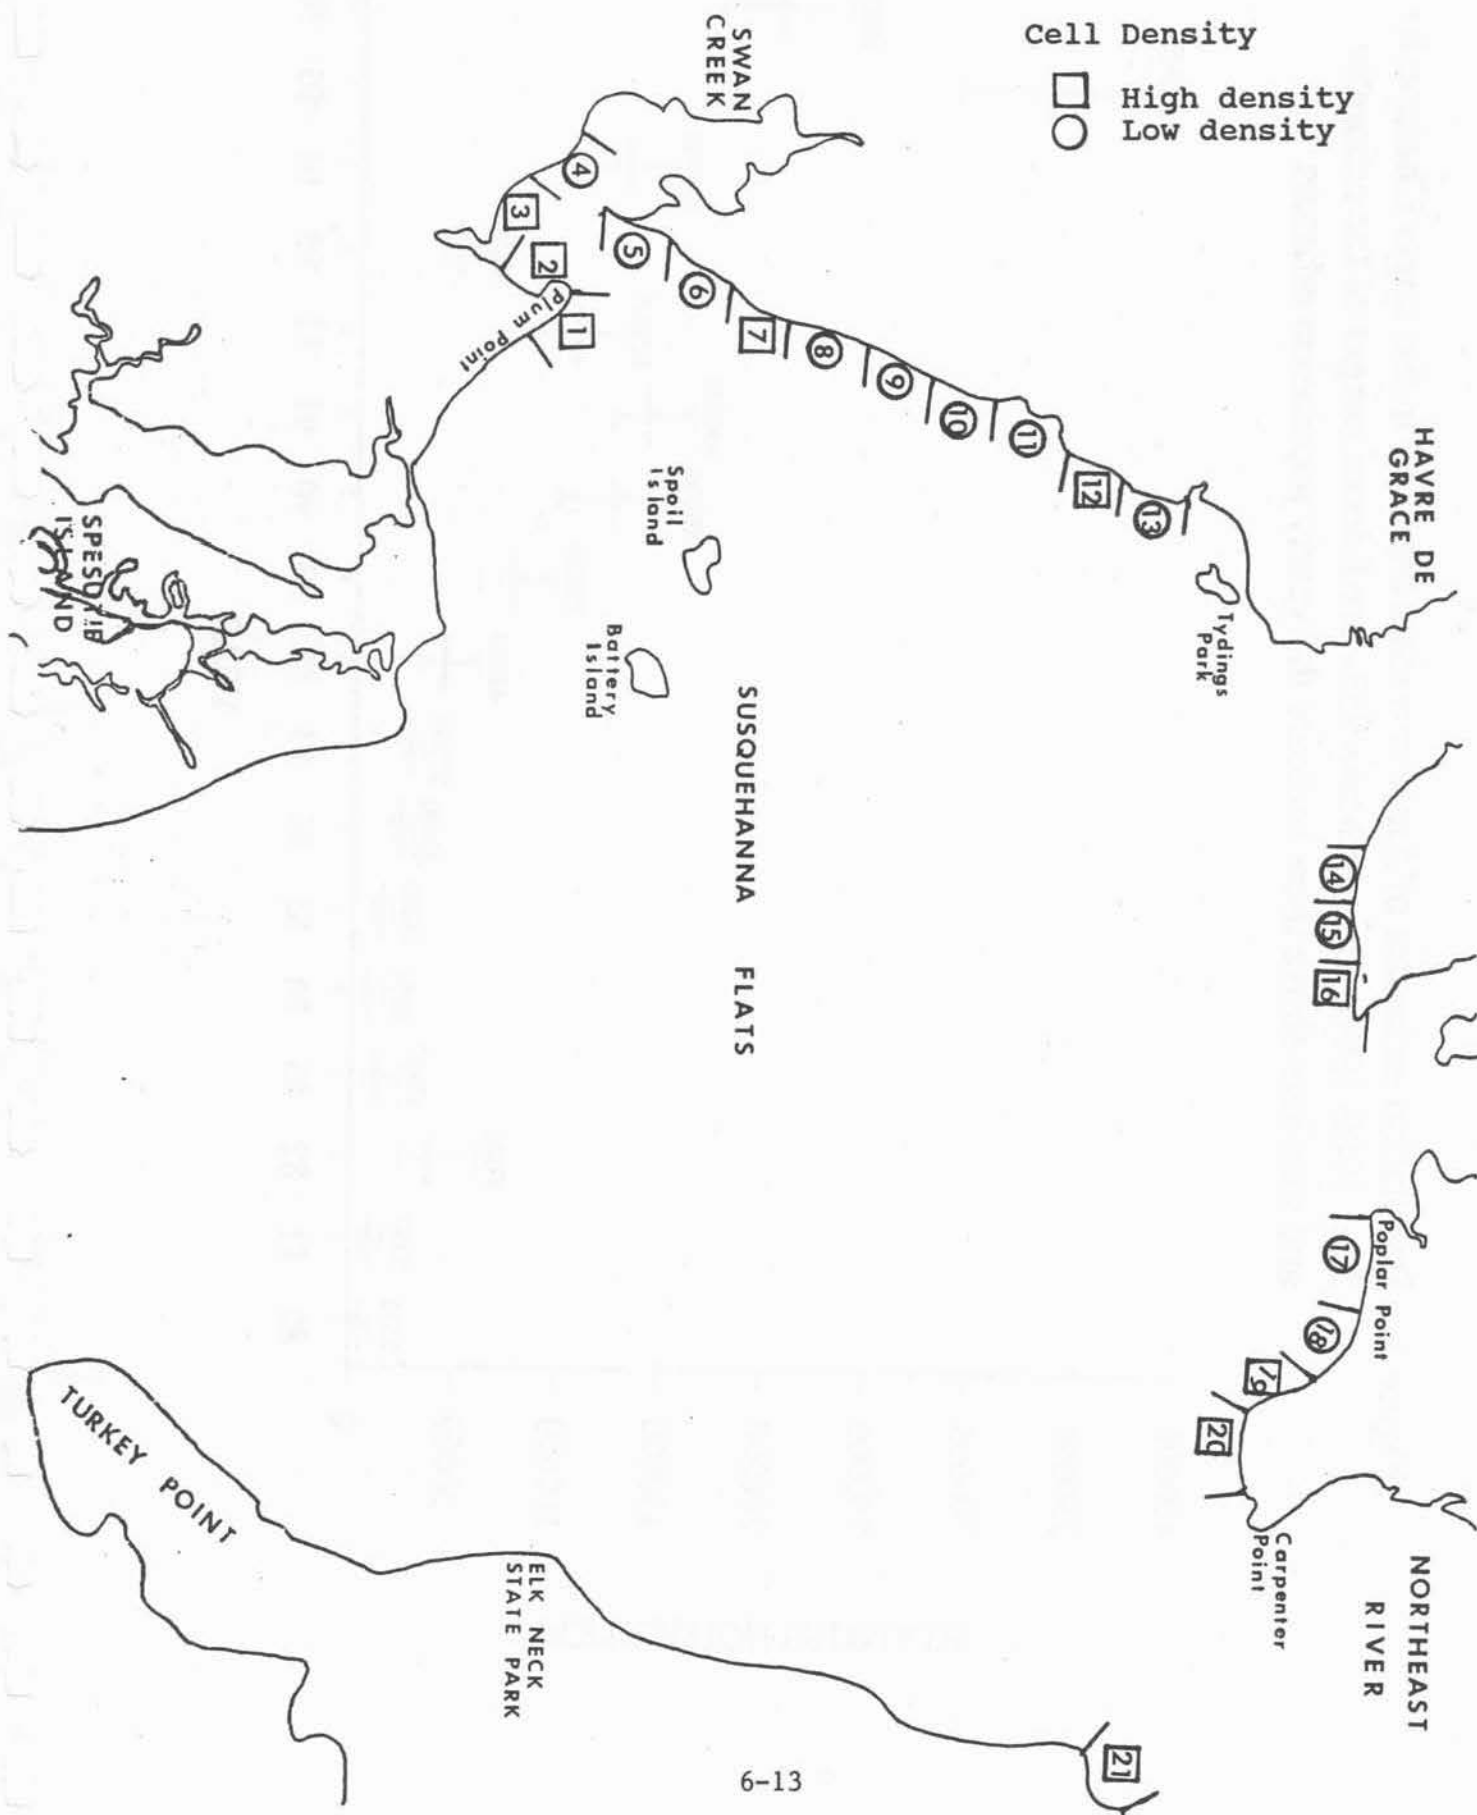 Cell Density
High density
Low density
SWAN
CREEK
HAVRE DE
GRACE
Tydings
Park
4
3
2
1
Plum Point
5
6
7
8
9
10
11
12
13
Spoil
Island
Battery
Island
SUSQUEHANNA FLATS
14
15
16
17
18
19
20
21
Poplar Point
Carpenter
Point
NORTHEAST
RIVER
ELK NECK
STATE PARK
TURKEY POINT
6-13